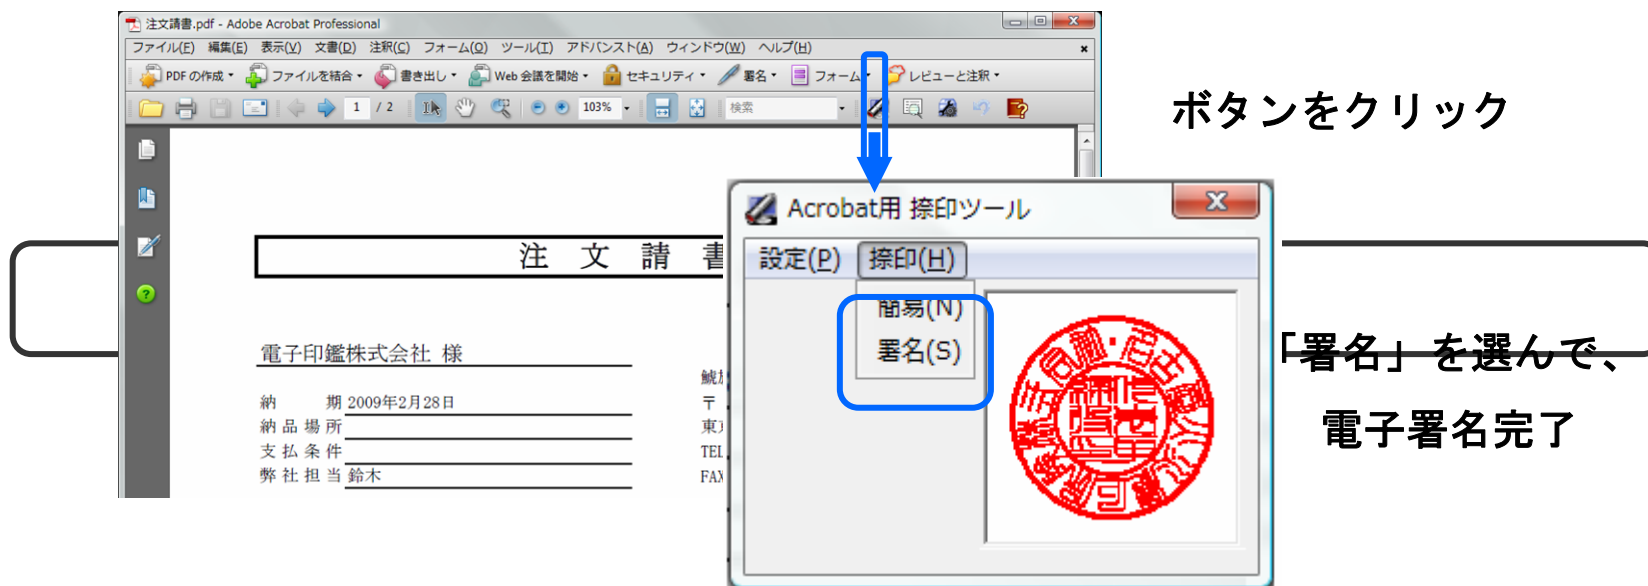 注文請書.pdf - Adobe Acrobat Professional
ファイル(F) 編集(E) 表示(V) 文書(D) 注釈(C) フォーム(O) ツール(T) アドバンスト(A) ウィンドウ(W) ヘルプ(H)
PDF の作成 ファイルを結合 書き出し Web 会議を開始 セキュリティ 署名 フォーム レビューと注釈
1 / 2 103% 検索
ボタンをクリック
注 文 請 書
電子印鑑株式会社 様
納 期 2009年2月28日
納品場所
支払条件
弊社担当 鈴木
〒
TEL
FAX
Acrobat用 捺印ツール
設定(P) 捺印(H)
簡易(N)
署名(S)
「署名」を選んで、
電子署名完了